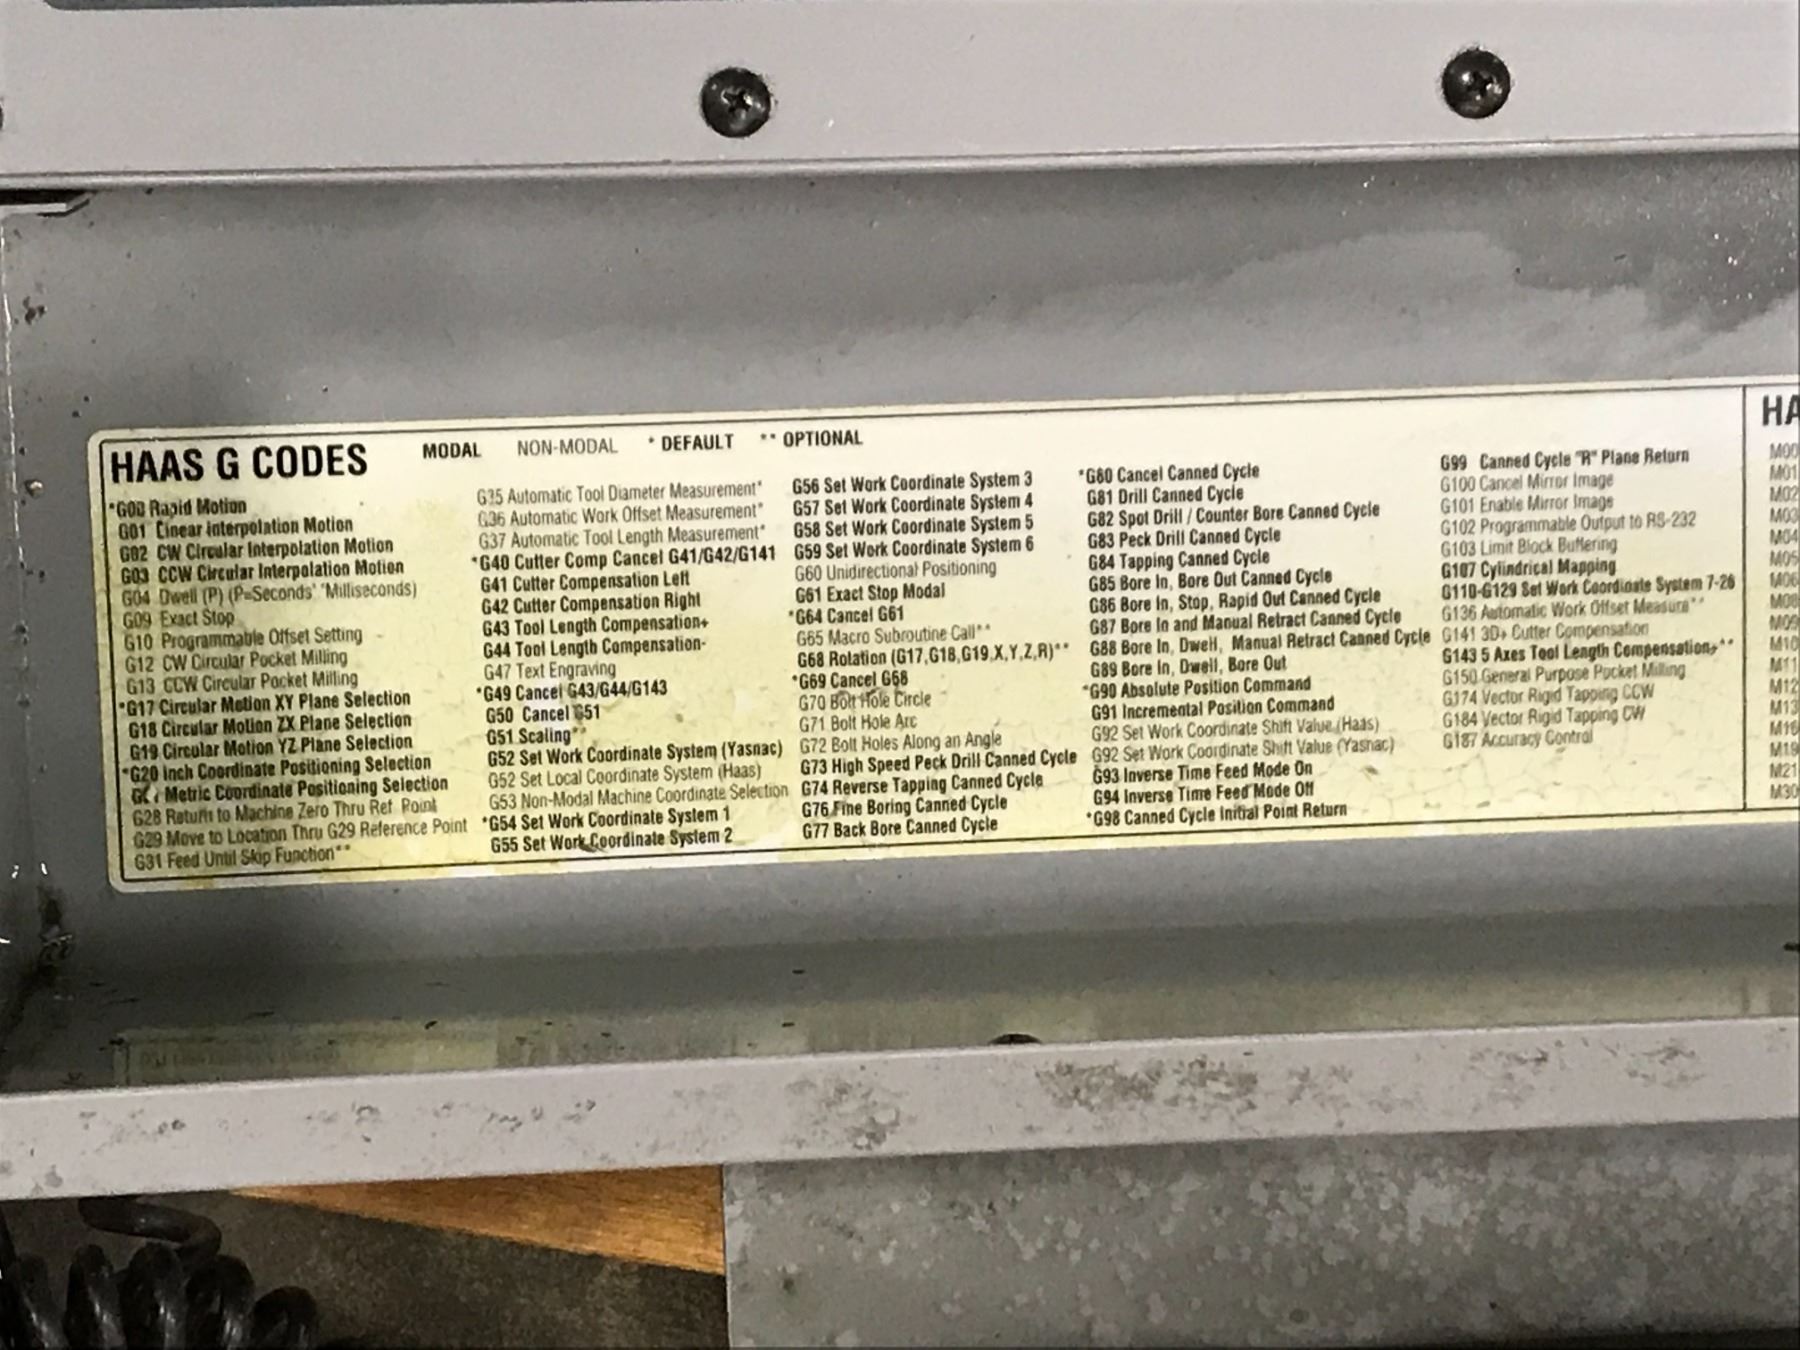 HAAS G CODES MODAL NON-MODAL * DEFAULT ** OPTIONAL
*G00 Rapid Motion
G01 Linear Interpolation Motion
G02 CW Circular Interpolation Motion
G03 CCW Circular Interpolation Motion
G04 Dwell (P) (P=Seconds" "Milliseconds)
G09 Exact Stop
G10 Programmable Offset Setting
G12 CW Circular Pocket Milling
G13 CCW Circular Pocket Milling
*G17 Circular Motion XY Plane Selection
G18 Circular Motion ZX Plane Selection
G19 Circular Motion YZ Plane Selection
*G20 Inch Coordinate Positioning Selection
Metric Coordinate Positioning Selection
G28 Return to Machine Zero Thru Ref. Point
G29 Move to Location Thru G29 Reference Point
G31 Feed Until Skip Function**
G35 Automatic Tool Diameter Measurement*
G36 Automatic Work Offset Measurement*
G37 Automatic Tool Length Measurement*
*G40 Cutter Comp Cancel G41/G42/G141
G41 Cutter Compensation Left
G42 Cutter Compensation Right
G43 Tool Length Compensation+
G44 Tool Length Compensation-
G47 Text Engraving
*G49 Cancel G43/G44/G143
G50 Cancel G51
G51 Scaling**
G52 Set Work Coordinate System (Yasnac)
G52 Set Local Coordinate System (Haas)
G53 Non-Modal Machine Coordinate Selection
*G54 Set Work Coordinate System 1
G55 Set Work Coordinate System 2
G56 Set Work Coordinate System 3
G57 Set Work Coordinate System 4
G58 Set Work Coordinate System 5
G59 Set Work Coordinate System 6
G60 Unidirectional Positioning
G61 Exact Stop Modal
*G64 Cancel G61
G65 Macro Subroutine Call**
G68 Rotation (G17,G18,G19,X,Y,Z,R)**
*G69 Cancel G68
G70 Bolt Hole Circle
G71 Bolt Hole Arc
G72 Bolt Holes Along an Angle
G73 High Speed Peck Drill Canned Cycle
G74 Reverse Tapping Canned Cycle
G76 Fine Boring Canned Cycle
G77 Back Bore Canned Cycle
*G80 Cancel Canned Cycle
G81 Drill Canned Cycle
G82 Spot Drill / Counter Bore Canned Cycle
G83 Peck Drill Canned Cycle
G84 Tapping Canned Cycle
G85 Bore In, Bore Out Canned Cycle
G86 Bore In, Stop, Rapid Out Canned Cycle
G87 Bore In and Manual Retract Canned Cycle
G88 Bore In, Dwell, Manual Retract Canned Cycle
G89 Bore In, Dwell, Bore Out
*G90 Absolute Position Command
G91 Incremental Position Command
G92 Set Work Coordinate Shift Value (Haas)
G92 Set Work Coordinate Shift Value (Yasnac)
G93 Inverse Time Feed Mode On
G94 Inverse Time Feed Mode Off
*G98 Canned Cycle Initial Point Return
G99 Canned Cycle "R" Plane Return
G100 Cancel Mirror Image
G101 Enable Mirror Image
G102 Programmable Output to RS-232
G103 Limit Block Buffering
G107 Cylindrical Mapping
G110-G129 Set Work Coordinate System 7-26
G136 Automatic Work Offset Measure**
G141 3D+ Cutter Compensation
G143 5 Axes Tool Length Compensation+**
G150 General Purpose Pocket Milling
G174 Vector Rigid Tapping CCW
G184 Vector Rigid Tapping CW
G187 Accuracy Control
HA
M00
M01
M02
M03
M04
M05
M06
M08
M09
M10
M11
M12
M13
M16
M19
M21
M30